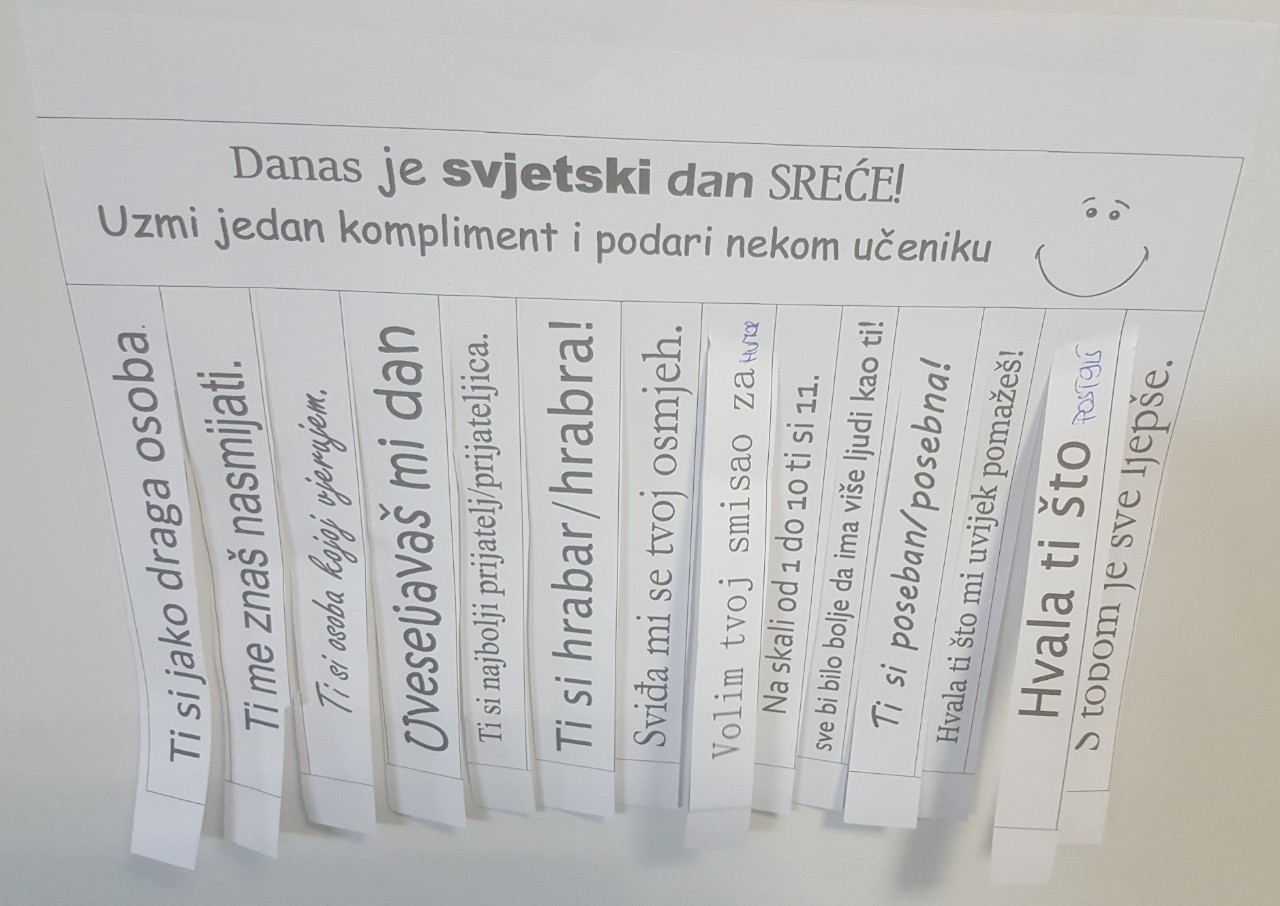 Danas je svjetski dan SREĆE!
Uzmi jedan kompliment i podari nekom učeniku
Ti si jako draga osoba.
Ti me znaš nasmijati.
Ti si osoba kojoj vjerujem.
Uveseljavaš mi dan
Ti si najbolji prijatelj/prijateljica.
Ti si hrabar/hrabra!
Sviđa mi se tvoj osmjeh.
Volim tvoj smisao za
Na skali od 1 do 10 ti si 11.
sve bi bilo bolje da ima više ljudi kao ti!
Ti si poseban/posebna!
Hvala ti što mi uvijek pomažeš!
Hvala ti što POSTOJIŠ
S tobom je sve ljepše.